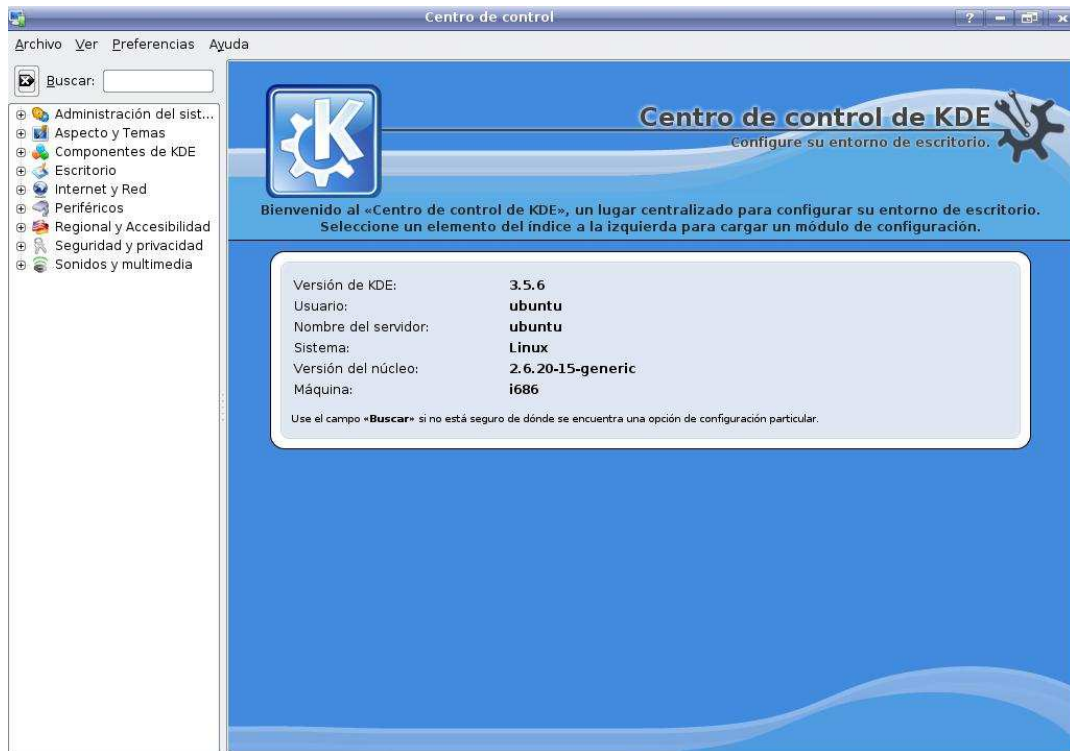 Centro de control
Archivo Ver Preferencias Ayuda
Buscar:
Administración del sist...
Aspecto y Temas
Componentes de KDE
Escritorio
Internet y Red
Periféricos
Regional y Accesibilidad
Seguridad y privacidad
Sonidos y multimedia
Centro de control de KDE
Configure su entorno de escritorio.
Bienvenido al «Centro de control de KDE», un lugar centralizado para configurar su entorno de escritorio.
Seleccione un elemento del índice a la izquierda para cargar un módulo de configuración.
Versión de KDE: 3.5.6
Usuario: ubuntu
Nombre del servidor: ubuntu
Sistema: Linux
Versión del núcleo: 2.6.20-15-generic
Máquina: i686
Use el campo «Buscar» si no está seguro de dónde se encuentra una opción de configuración particular.